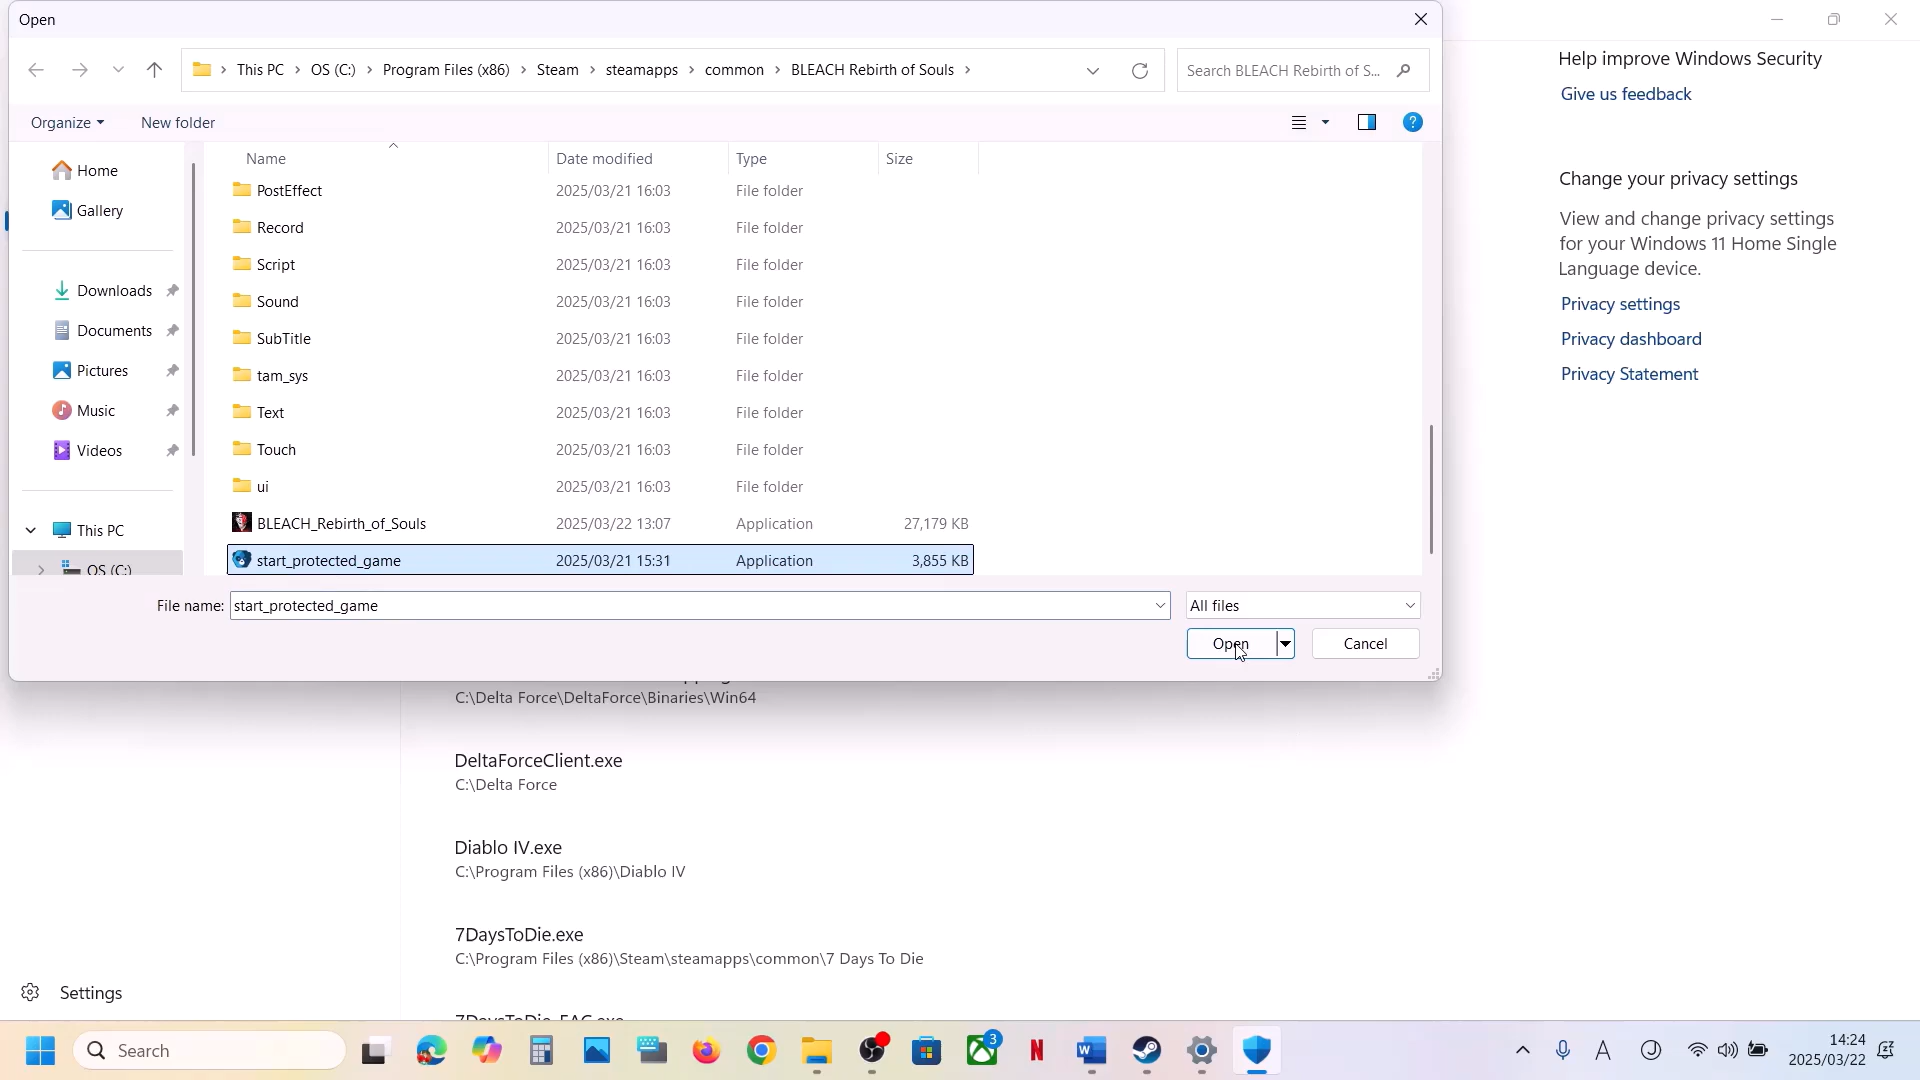 Open
This PC > OS (C:) > Program Files (x86) > Steam > steamapps > common > BLEACH Rebirth of Souls >
Search BLEACH Rebirth of S...
Organize
New folder
Home
Gallery
Downloads
Documents
Pictures
Music
Videos
This PC
OS (C:)
Name Date modified Type Size
PostEffect 2025/03/21 16:03 File folder
Record 2025/03/21 16:03 File folder
Script 2025/03/21 16:03 File folder
Sound 2025/03/21 16:03 File folder
SubTitle 2025/03/21 16:03 File folder
tam_sys 2025/03/21 16:03 File folder
Text 2025/03/21 16:03 File folder
Touch 2025/03/21 16:03 File folder
ui 2025/03/21 16:03 File folder
BLEACH_Rebirth_of_Souls 2025/03/22 13:07 Application 27,179 KB
start_protected_game 2025/03/21 15:31 Application 3,855 KB
File name: start_protected_game
All files
Open
Cancel
Help improve Windows Security
Give us feedback
Change your privacy settings
View and change privacy settings
for your Windows 11 Home Single
Language device.
Privacy settings
Privacy dashboard
Privacy Statement
C:\Delta Force\DeltaForce\Binaries\Win64
DeltaForceClient.exe
C:\Delta Force
Diablo IV.exe
C:\Program Files (x86)\Diablo IV
7DaysToDie.exe
C:\Program Files (x86)\Steam\steamapps\common\7 Days To Die
7DaysToDie_EAC.exe
Settings
Search
3
14:24
2025/03/22